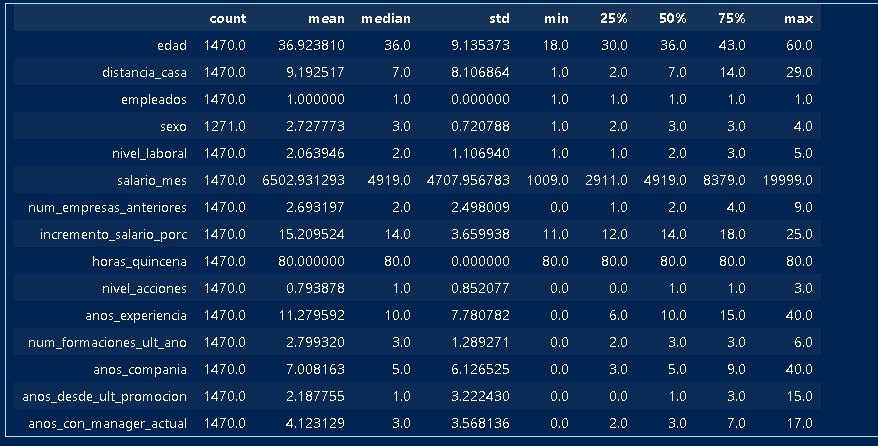 count mean median std min 25% 50% 75% max
edad 1470.0 36.923810 36.0 9.135373 18.0 30.0 36.0 43.0 60.0
distancia_casa 1470.0 9.192517 7.0 8.106864 1.0 2.0 7.0 14.0 29.0
empleados 1470.0 1.000000 1.0 0.000000 1.0 1.0 1.0 1.0 1.0
sexo 1271.0 2.727773 3.0 0.720788 1.0 2.0 3.0 3.0 4.0
nivel_laboral 1470.0 2.063946 2.0 1.106940 1.0 1.0 2.0 3.0 5.0
salario_mes 1470.0 6502.931293 4919.0 4707.956783 1009.0 2911.0 4919.0 8379.0 19999.0
num_empresas_anteriores 1470.0 2.693197 2.0 2.498009 0.0 1.0 2.0 4.0 9.0
incremento_salario_porc 1470.0 15.209524 14.0 3.659938 11.0 12.0 14.0 18.0 25.0
horas_quincena 1470.0 80.000000 80.0 0.000000 80.0 80.0 80.0 80.0 80.0
nivel_acciones 1470.0 0.793878 1.0 0.852077 0.0 0.0 1.0 1.0 3.0
anos_experiencia 1470.0 11.279592 10.0 7.780782 0.0 6.0 10.0 15.0 40.0
num_formaciones_ult_ano 1470.0 2.799320 3.0 1.289271 0.0 2.0 3.0 3.0 6.0
anos_compania 1470.0 7.008163 5.0 6.126525 0.0 3.0 5.0 9.0 40.0
anos_desde_ult_promocion 1470.0 2.187755 1.0 3.222430 0.0 0.0 1.0 3.0 15.0
anos_con_manager_actual 1470.0 4.123129 3.0 3.568136 0.0 2.0 3.0 7.0 17.0